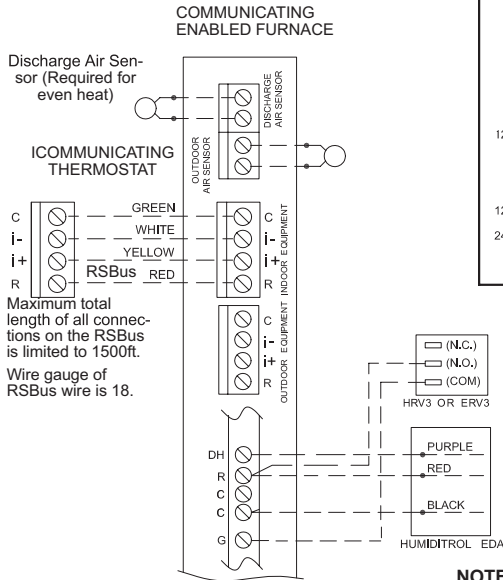 COMMUNICATING
ENABLED FURNACE
Discharge Air Sen-
sor (Required for
even heat)
DISCHARGE
AIR SENSOR
OUTDOOR
AIR SENSOR
ICOMMUNICATING
THERMOSTAT
C
i-
i+
R
GREEN
WHITE
YELLOW
RSBus
RED
C
i-
i+
R
INDOOR EQUIPMENT
Maximum total
length of all connec-
tions on the RSBus
is limited to 1500ft.
Wire gauge of
RSBus wire is 18.
C
i-
i+
R
OUTDOOR EQUIPMENT
12
12
24
(N.C.)
(N.O.)
(COM)
HRV3 OR ERV3
DH
R
C
C
G
PURPLE
RED
BLACK
HUMIDITROL EDA
NOTE